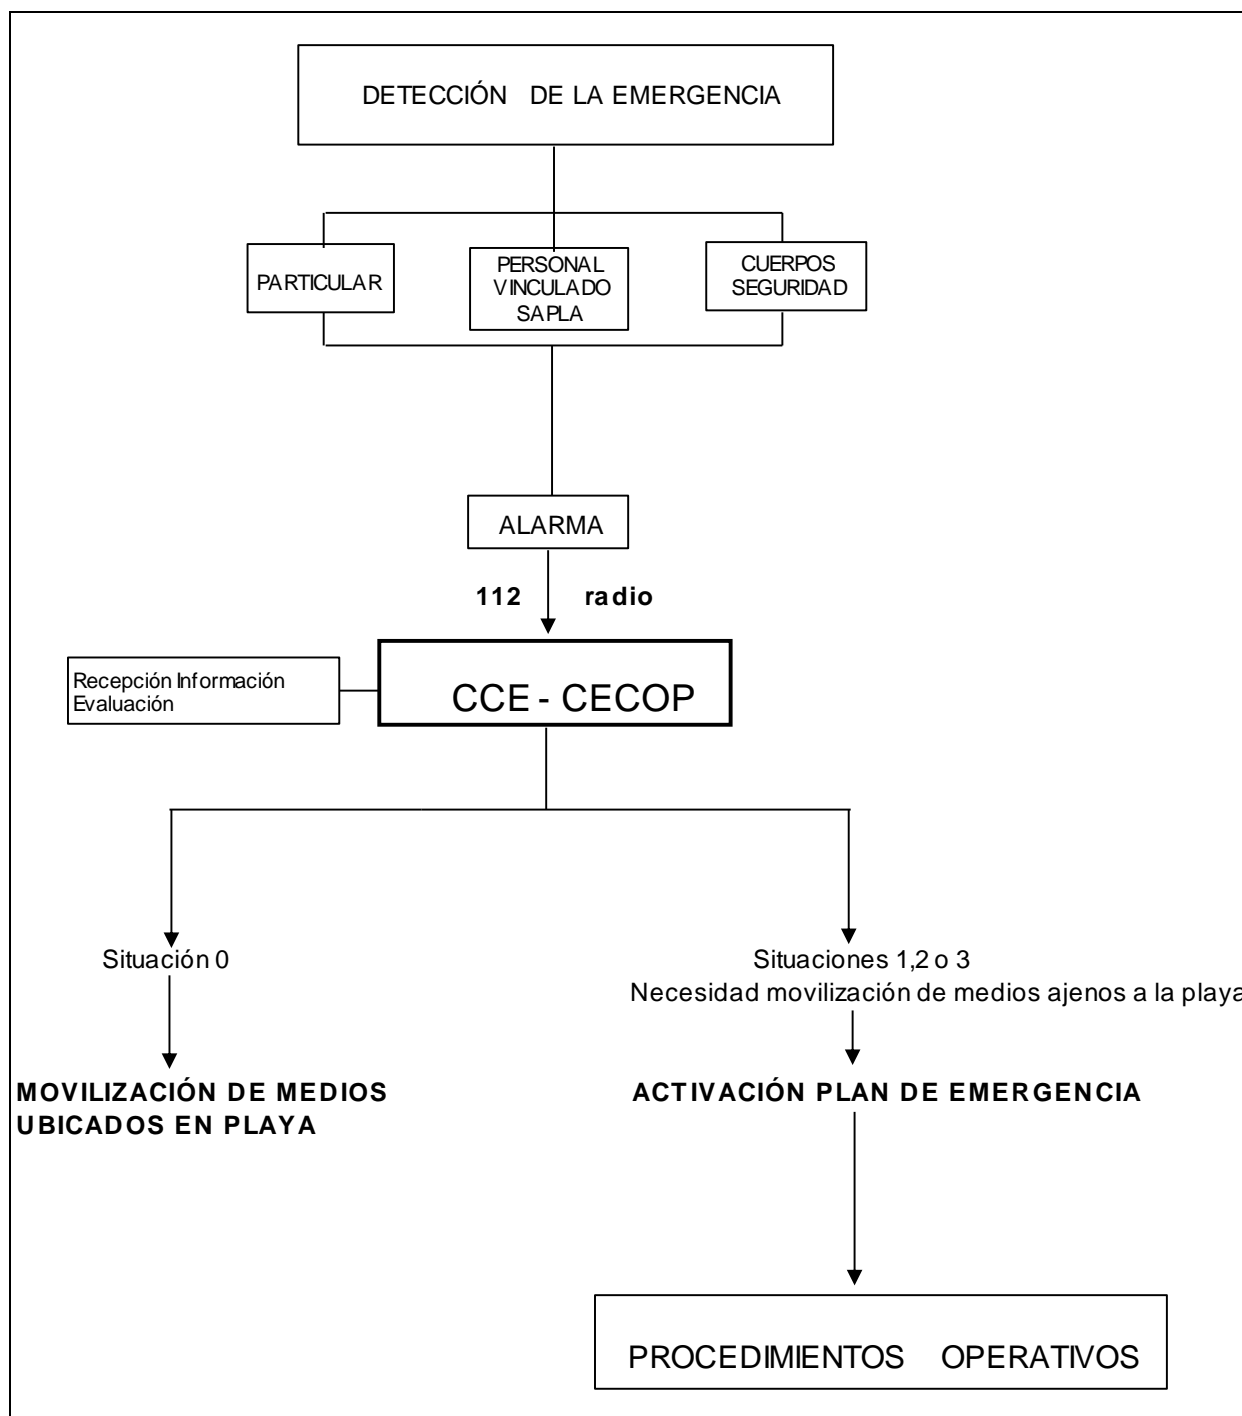 DETECCIÓN DE LA EMERGENCIA
PARTICULAR
PERSONAL
VINCULADO
SAPLA
CUERPOS
SEGURIDAD
ALARMA
112 radio
Recepción Información
Evaluación
CCE - CECOP
Situación 0
Situaciones 1,2 o 3
Necesidad movilización de medios ajenos a la playa
MOVILIZACIÓN DE MEDIOS
UBICADOS EN PLAYA
ACTIVACIÓN PLAN DE EMERGENCIA
PROCEDIMIENTOS OPERATIVOS